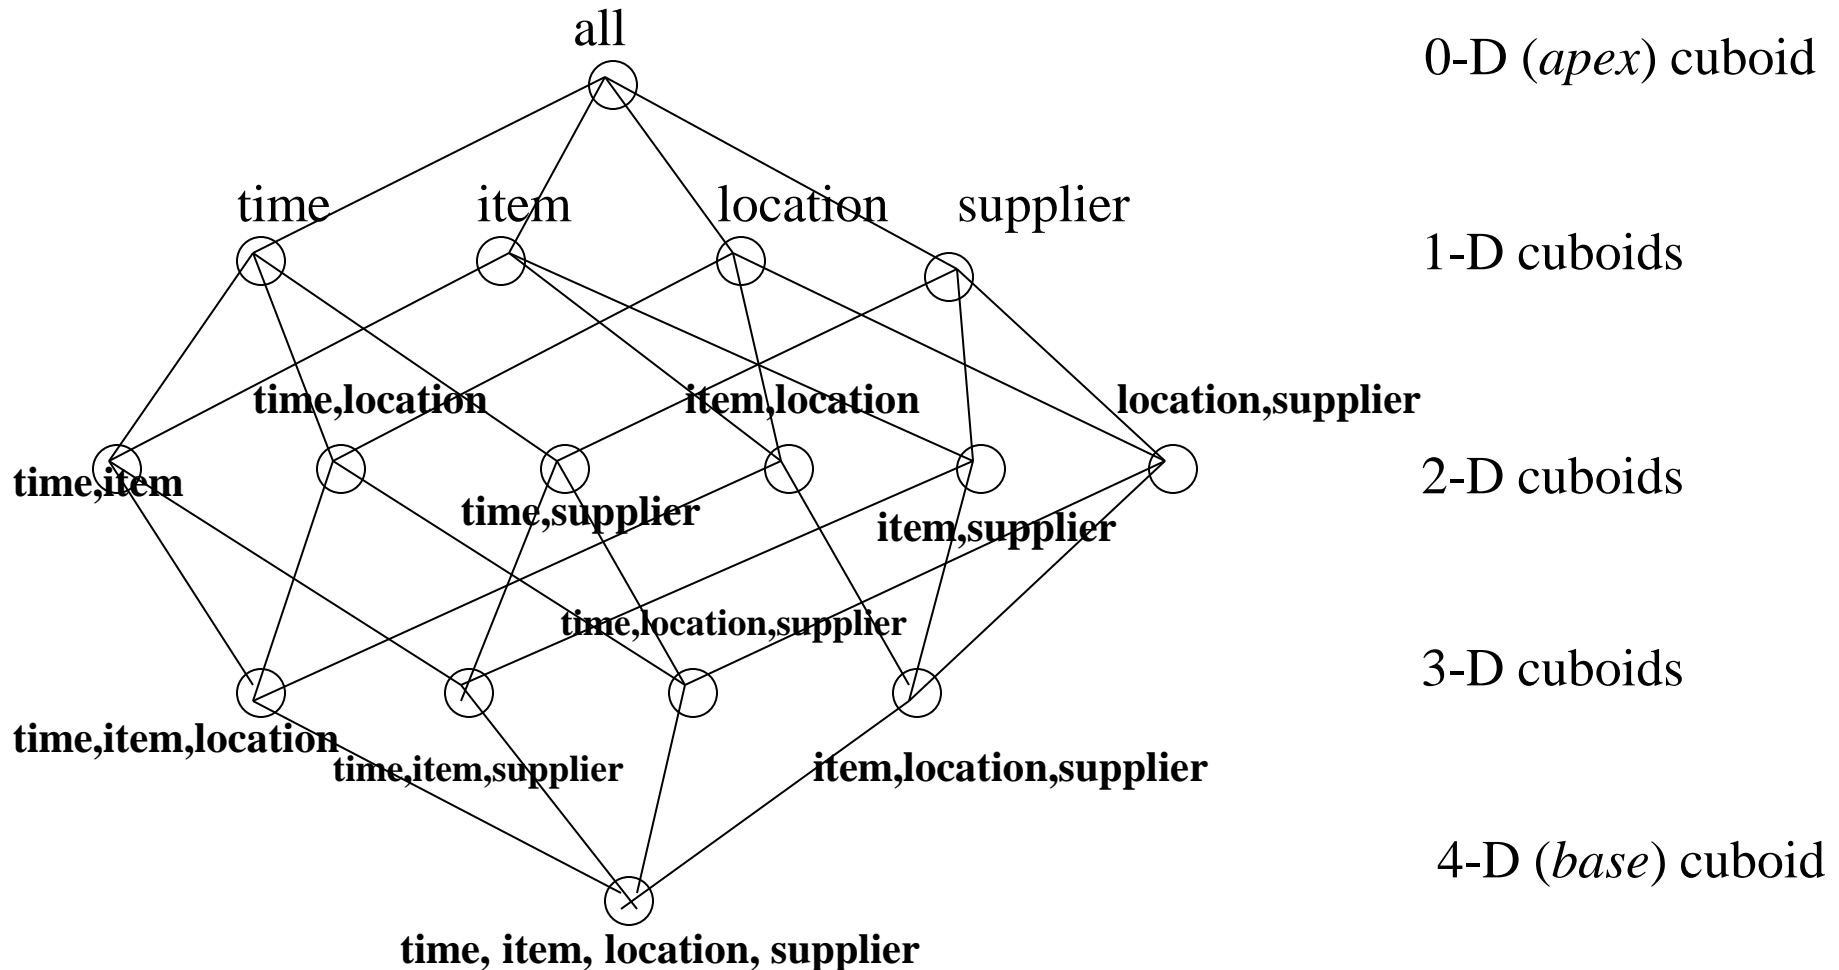 all
0-D (apex) cuboid
time
item
location
supplier
1-D cuboids
time,location
item,location
location,supplier
time,item
2-D cuboids
time,supplier
item,supplier
time,location,supplier
3-D cuboids
time,item,location
time,item,supplier
item,location,supplier
4-D (base) cuboid
time, item, location, supplier